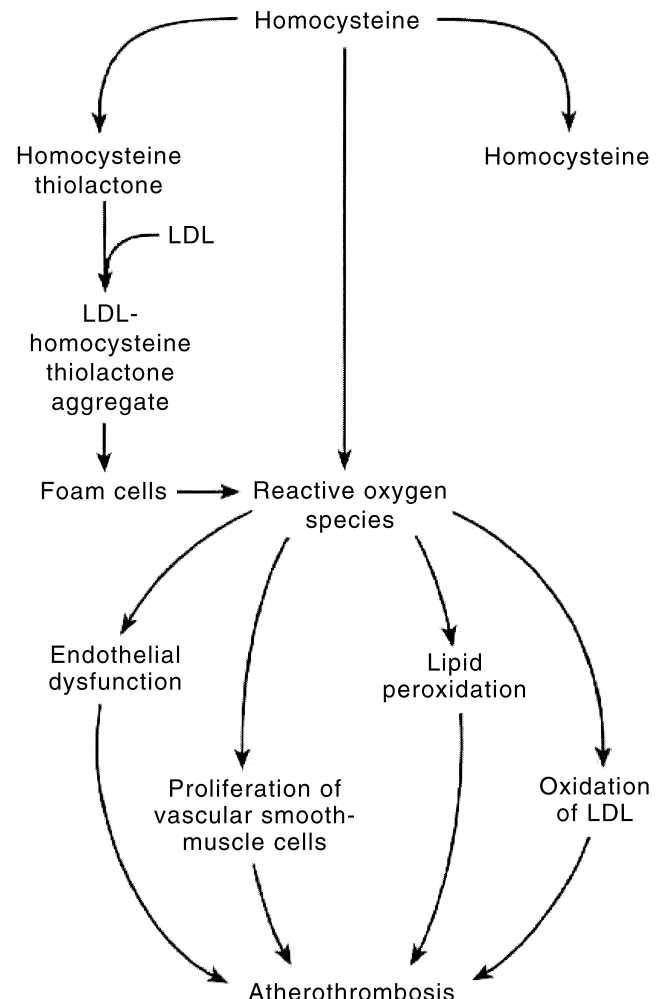 Homocysteine
Homocysteine
thiolactone
Homocysteine
LDL
LDL-
homocysteine
thiolactone
aggregate
Foam cells
Reactive oxygen
species
Endothelial
dysfunction
Lipid
peroxidation
Proliferation of
vascular smooth-
muscle cells
Oxidation
of LDL
Atherothrombosis